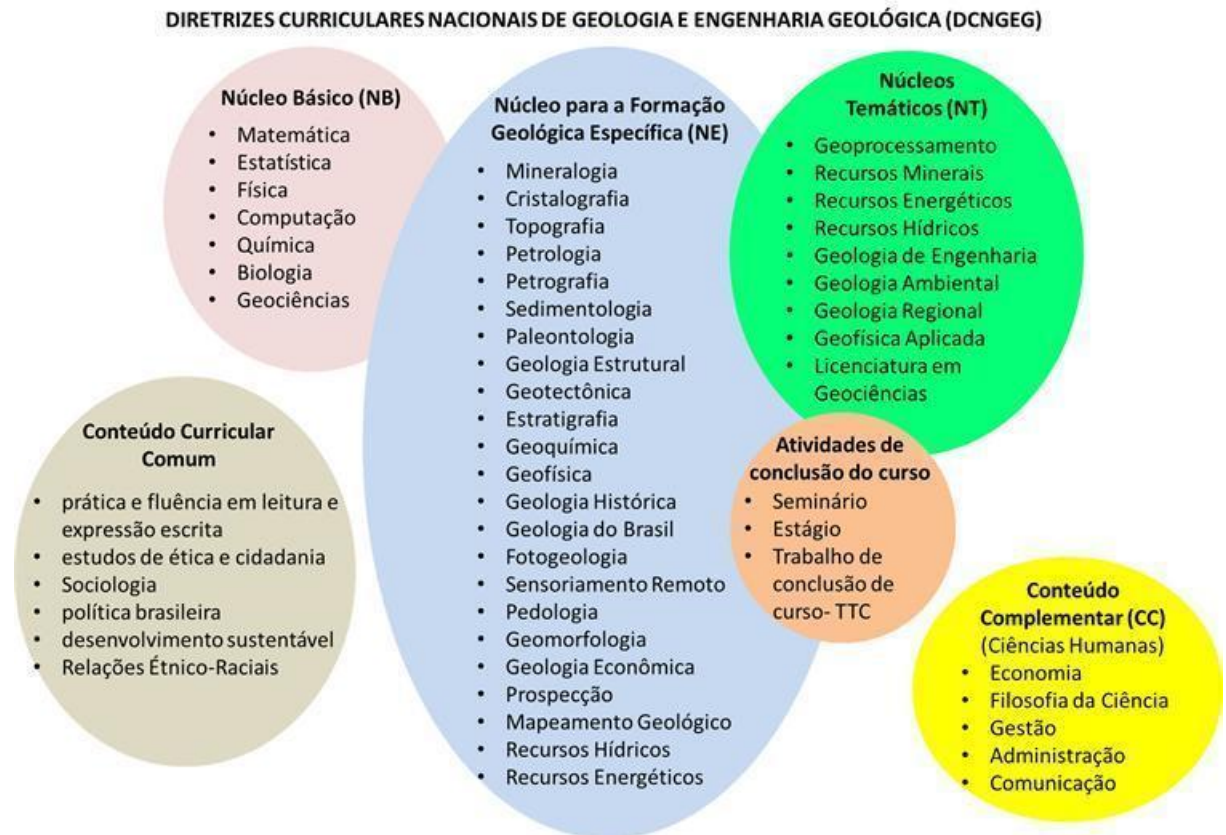 DIRETRIZES CURRICULARES NACIONAIS DE GEOLOGIA E ENGENHARIA GEOLÓGICA (DCNGEG)
Núcleo Básico (NB)
• Matemática
• Estatística
• Física
• Computação
• Química
• Biologia
• Geociências
Núcleo para a Formação
Geológica Específica (NE)
• Mineralogia
• Cristalografia
• Topografia
• Petrologia
• Petrografia
• Sedimentologia
• Paleontologia
• Geologia Estrutural
• Geotectônica
• Estratigrafia
• Geoquímica
• Geofísica
• Geologia Histórica
• Geologia do Brasil
• Fotogeologia
• Sensoriamento Remoto
• Pedologia
• Geomorfologia
• Geologia Econômica
• Prospecção
• Mapeamento Geológico
• Recursos Hídricos
• Recursos Energéticos
Núcleos
Temáticos (NT)
• Geoprocessamento
• Recursos Minerais
• Recursos Energéticos
• Recursos Hídricos
• Geologia de Engenharia
• Geologia Ambiental
• Geologia Regional
• Geofísica Aplicada
• Licenciatura em
Geociências
Conteúdo Curricular
Comum
• prática e fluência em leitura e
expressão escrita
• estudos de ética e cidadania
• Sociologia
• política brasileira
• desenvolvimento sustentável
• Relações Étnico-Raciais
Atividades de
conclusão do curso
• Seminário
• Estágio
• Trabalho de
conclusão de
curso- TTC
Conteúdo
Complementar (CC)
(Ciências Humanas)
• Economia
• Filosofia da Ciência
• Gestão
• Administração
• Comunicação